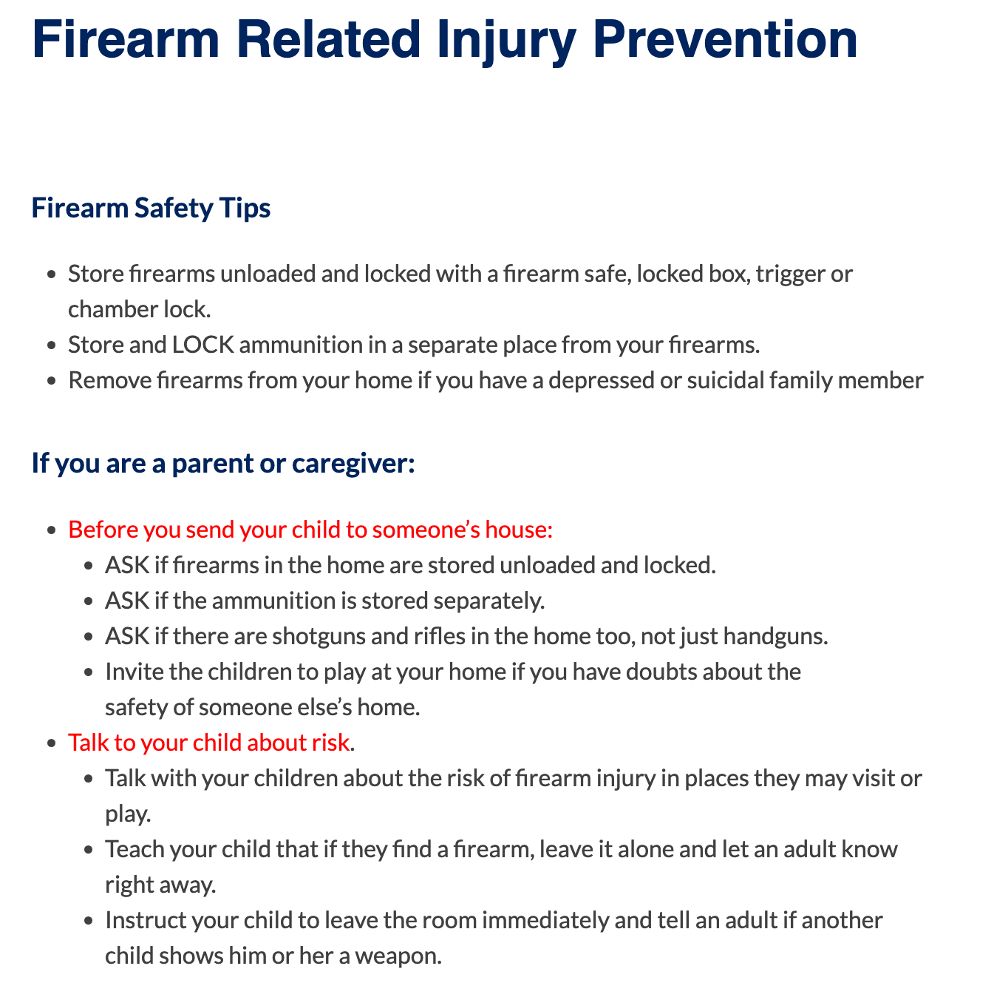 Firearm Related Injury Prevention
Firearm Safety Tips
• Store firearms unloaded and locked with a firearm safe, locked box, trigger or
chamber lock.
• Store and LOCK ammunition in a separate place from your firearms.
• Remove firearms from your home if you have a depressed or suicidal family member
If you are a parent or caregiver:
• Before you send your child to someone’s house:
• ASK if firearms in the home are stored unloaded and locked.
• ASK if the ammunition is stored separately.
• ASK if there are shotguns and rifles in the home too, not just handguns.
• Invite the children to play at your home if you have doubts about the
safety of someone else’s home.
• Talk to your child about risk.
• Talk with your children about the risk of firearm injury in places they may visit or
play.
• Teach your child that if they find a firearm, leave it alone and let an adult know
right away.
• Instruct your child to leave the room immediately and tell an adult if another
child shows him or her a weapon.